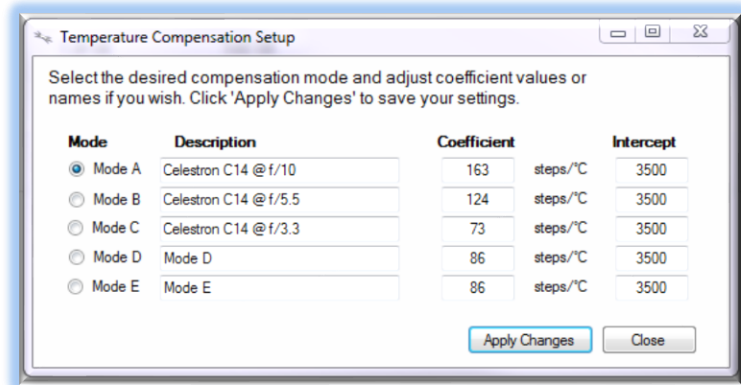 Temperature Compensation Setup
Select the desired compensation mode and adjust coefficient values or
names if you wish. Click 'Apply Changes' to save your settings.
Mode Description Coefficient Intercept
Mode A Celestron C14 @ f/10 163 steps/°C 3500
Mode B Celestron C14 @ f/5.5 124 steps/°C 3500
Mode C Celestron C14 @ f/3.3 73 steps/°C 3500
Mode D Mode D 86 steps/°C 3500
Mode E Mode E 86 steps/°C 3500
Apply Changes Close